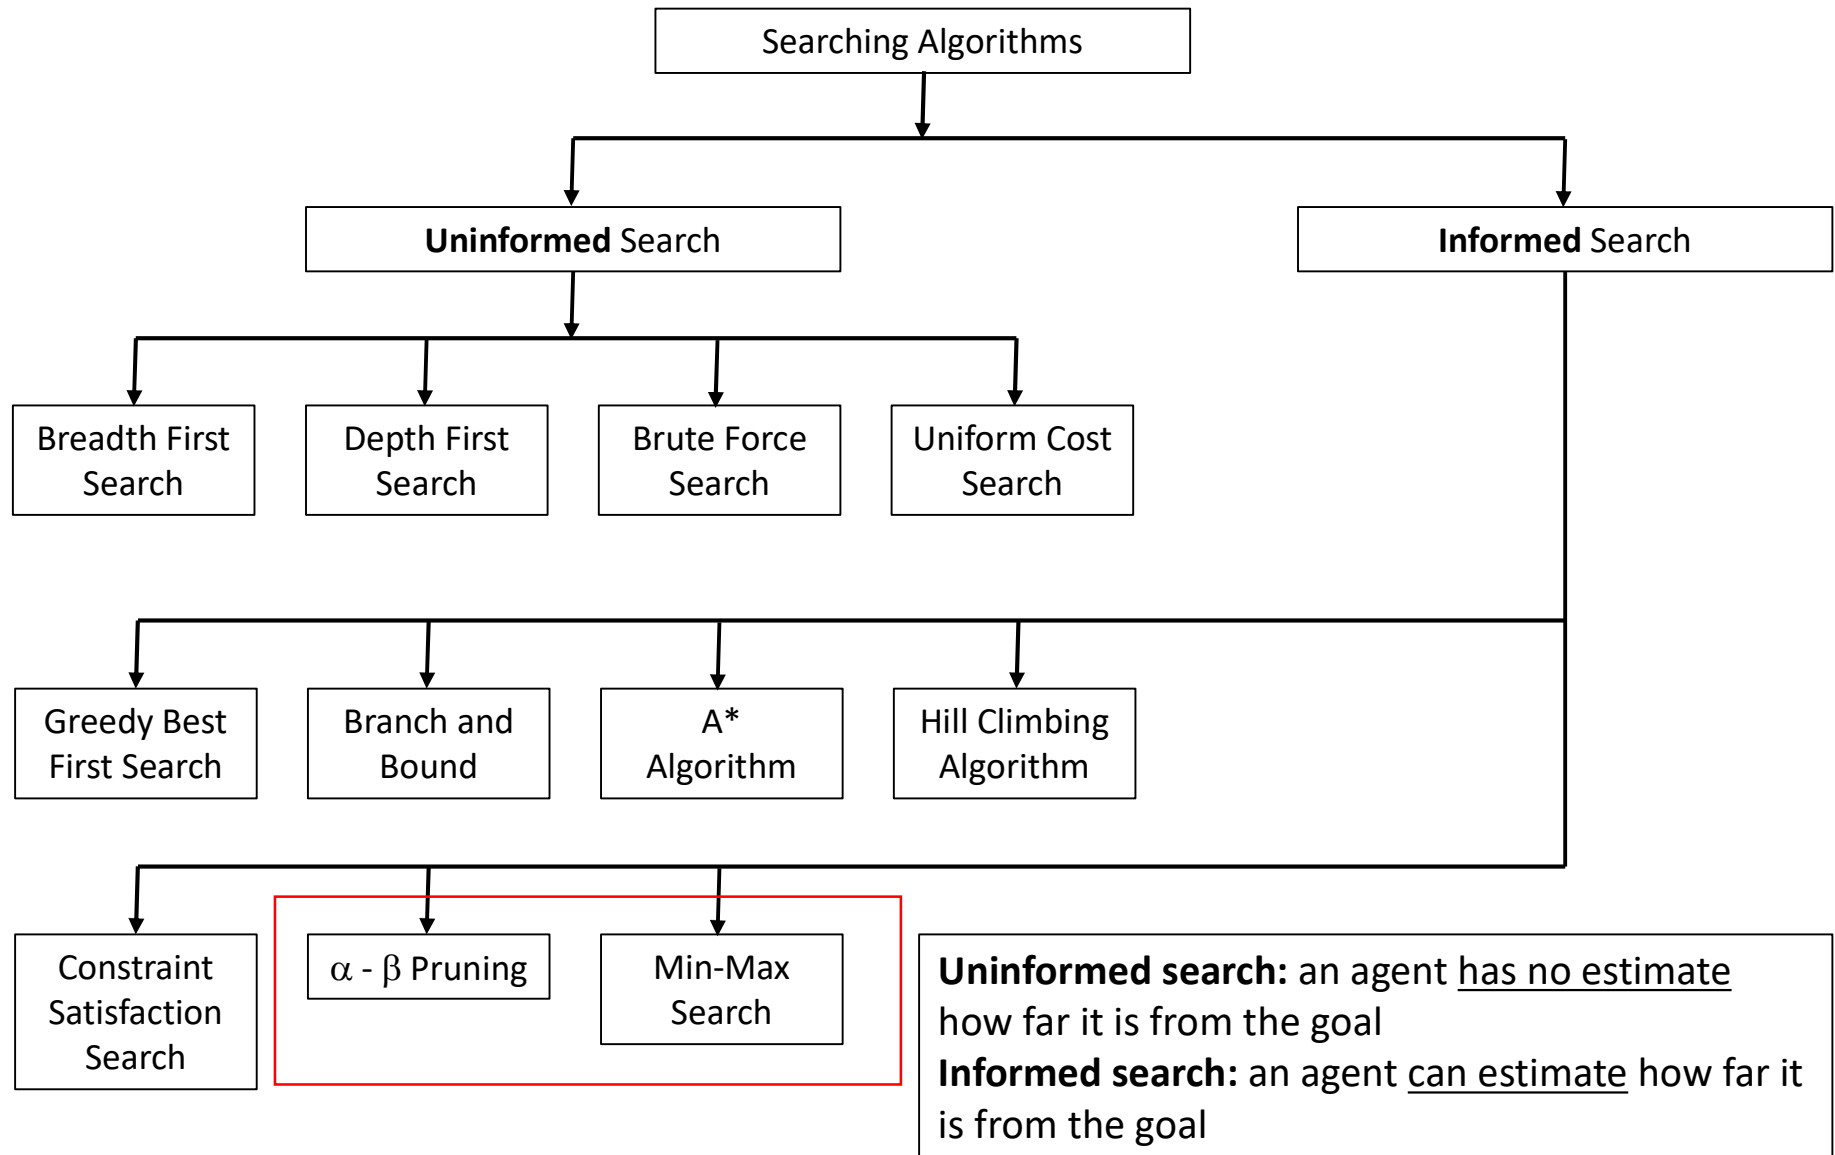 Searching Algorithms
Uninformed Search
Informed Search
Breadth First
Search
Depth First
Search
Brute Force
Search
Uniform Cost
Search
Greedy Best
First Search
Branch and
Bound
A*
Algorithm
Hill Climbing
Algorithm
Constraint
Satisfaction
Search
α - β Pruning
Min-Max
Search
Uninformed search: an agent has no estimate
how far it is from the goal
Informed search: an agent can estimate how far it
is from the goal